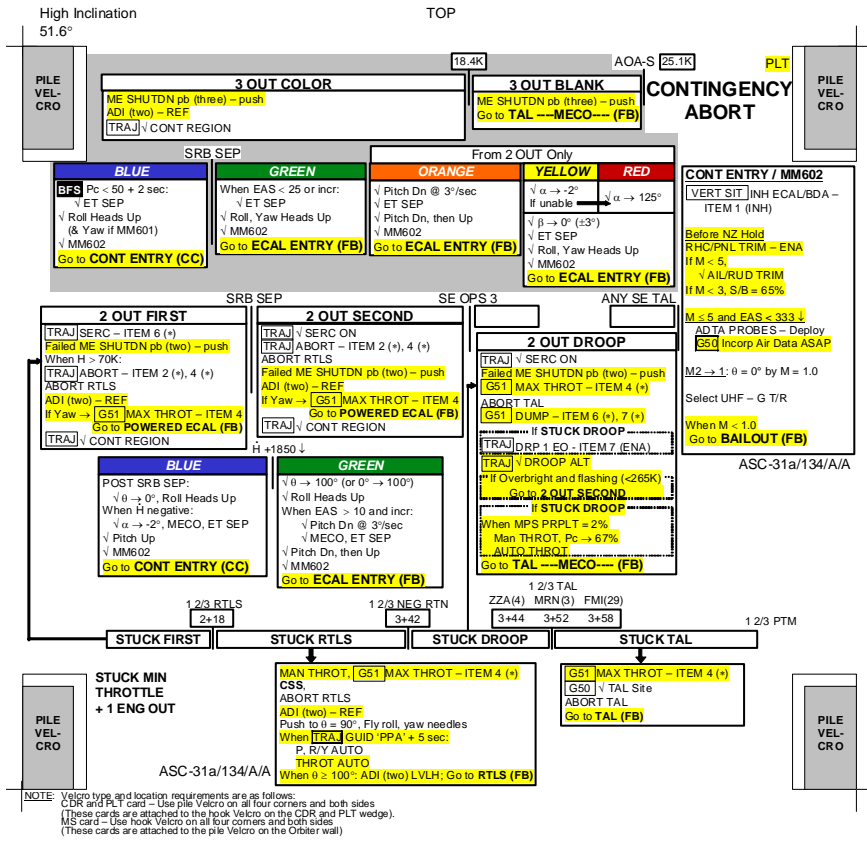 High Inclination
51.6°
TOP
PILE
VEL-
CRO
18.4K
AOA-S 25.1K
PLT
PILE
VEL-
CRO
3 OUT COLOR
ME SHUTDN pb (three) – push
ADI (two) – REF
TRAJ √ CONT REGION
3 OUT BLANK
ME SHUTDN pb (three) – push
Go to TAL ----MECO---- (FB)
CONTINGENCY
ABORT
SRB SEP
From 2 OUT Only
BLUE
BFS Pc < 50 + 2 sec:
√ ET SEP
√ Roll Heads Up
(& Yaw if MM601)
√ MM602
Go to CONT ENTRY (CC)
GREEN
When EAS < 25 or incr:
√ ET SEP
√ Roll, Yaw Heads Up
√ MM602
Go to ECAL ENTRY (FB)
ORANGE
√ Pitch Dn @ 3°/sec
√ ET SEP
√ Pitch Dn, then Up
√ MM602
Go to ECAL ENTRY (FB)
YELLOW
RED
√ α → -2°
If unable
√ α → 125°
√ β → 0° (±3°)
√ ET SEP
√ Roll, Yaw Heads Up
√ MM602
Go to ECAL ENTRY (FB)
CONT ENTRY / MM602
VERT SIT INH ECAL/BDA –
ITEM 1 (INH)
Before NZ Hold
RHC/PNL TRIM – ENA
If M < 5,
√ AIL/RUD TRIM
If M < 3, S/B = 65%
M ≤ 5 and EAS < 333 ↓
ADTA PROBES – Deploy
G50 Incorp Air Data ASAP
M2 → 1: θ = 0° by M = 1.0
Select UHF – G T/R
When M < 1.0
Go to BAILOUT (FB)
ASC-31a/134/A/A
SRB SEP
SE OPS 3
ANY SE TAL
2 OUT FIRST
TRAJ SERC – ITEM 6 (*)
Failed ME SHUTDN pb (two) – push
When H > 70K:
TRAJ ABORT – ITEM 2 (*), 4 (*)
ABORT RTLS
ADI (two) – REF
If Yaw → G51 MAX THROT – ITEM 4
Go to POWERED ECAL (FB)
TRAJ √ CONT REGION
2 OUT SECOND
TRAJ √ SERC ON
TRAJ ABORT – ITEM 2 (*), 4 (*)
ABORT RTLS
Failed ME SHUTDN pb (two) – push
ADI (two) – REF
If Yaw → G51 MAX THROT – ITEM 4
Go to POWERED ECAL (FB)
TRAJ √ CONT REGION
2 OUT DROOP
TRAJ √ SERC ON
Failed ME SHUTDN pb (two) – push
G51 MAX THROT – ITEM 4 (*)
ABORT TAL
G51 DUMP – ITEM 6 (*), 7 (*)
If STUCK DROOP
TRAJ DRP 1 EO - ITEM 7 (ENA)
TRAJ √ DROOP ALT
If Overbright and flashing (<265K)
Go to 2 OUT SECOND
If STUCK DROOP
When MPS PRPLT = 2%
Man THROT, Pc → 67%
AUTO THROT
Go to TAL ----MECO---- (FB)
Ḣ +1850 ↓
BLUE
POST SRB SEP:
√ θ → 0°, Roll Heads Up
When Ḣ negative:
√ α → -2°, MECO, ET SEP
√ Pitch Up
√ MM602
Go to CONT ENTRY (CC)
GREEN
√ θ → 100° (or 0° → 100°)
√ Roll Heads Up
When EAS > 10 and incr:
√ Pitch Dn @ 3°/sec
√ MECO, ET SEP
√ Pitch Dn, then Up
√ MM602
Go to ECAL ENTRY (FB)
1 2/3 RTLS
2+18
1 2/3 NEG RTN
3+42
1 2/3 TAL
ZZA(4) MRN(3) FMI(29)
3+44 3+52 3+58
1 2/3 PTM
STUCK FIRST
STUCK RTLS
STUCK DROOP
STUCK TAL
STUCK MIN
THROTTLE
+ 1 ENG OUT
MAN THROT, G51 MAX THROT – ITEM 4 (*)
CSS,
ABORT RTLS
ADI (two) – REF
Push to θ = 90°, Fly roll, yaw needles
When TRAJ GUID 'PPA' + 5 sec:
P, R/Y AUTO
THROT AUTO
When θ ≥ 100°: ADI (two) LVLH; Go to RTLS (FB)
G51 MAX THROT – ITEM 4 (*)
G50 √ TAL Site
ABORT TAL
Go to TAL (FB)
PILE
VEL-
CRO
PILE
VEL-
CRO
ASC-31a/134/A/A
NOTE: Velcro type and location requirements are as follows:
CDR and PLT card – Use pile Velcro on all four corners and both sides
(These cards are attached to the hook Velcro on the CDR and PLT wedge).
MS card – Use hook Velcro on all four corners and both sides
(These cards are attached to the pile Velcro on the Orbiter wall)